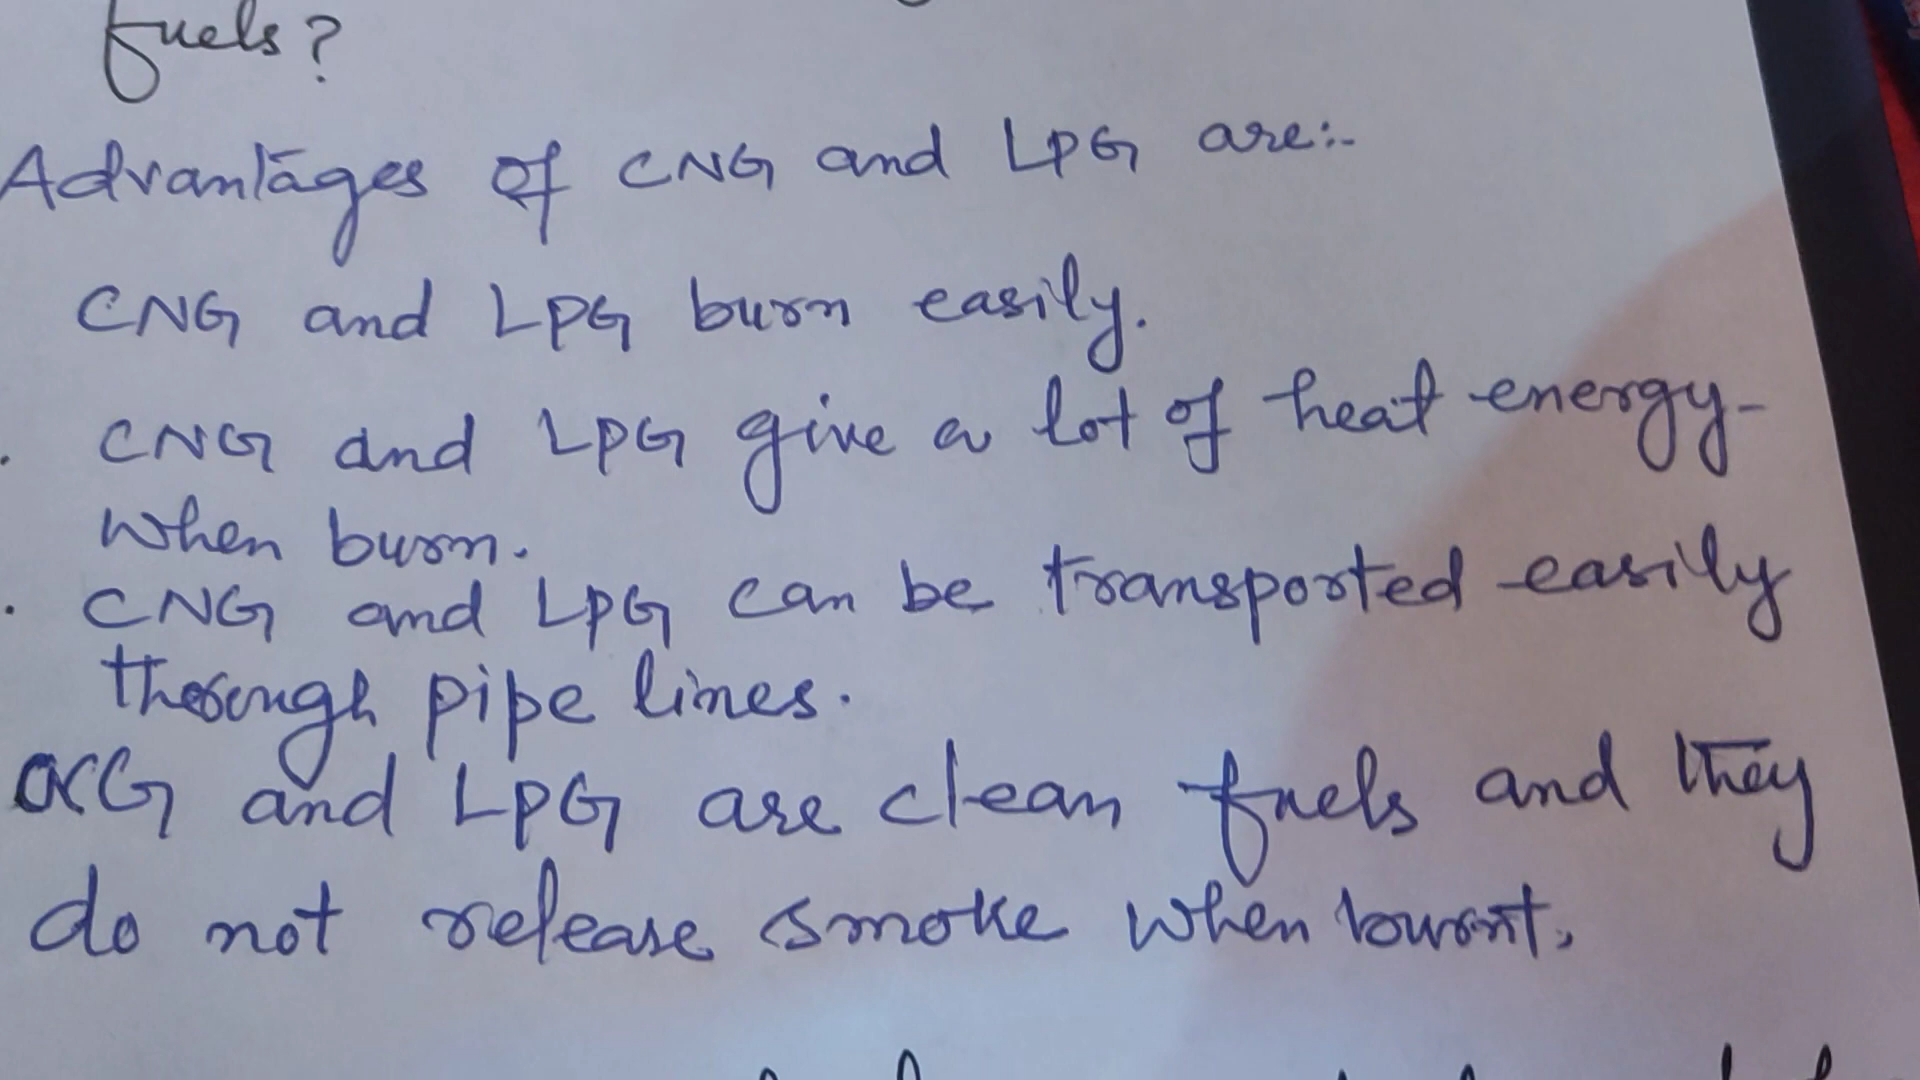 fuels?
Advantages of CNG and LPG are:-
CNG and LPG burn easily.
. CNG and LPG give a lot of heat energy-
when burn.
. CNG and LPG can be transported easily
through pipe lines.
and LPG are clean fuels and they
do not release smoke when burnt.